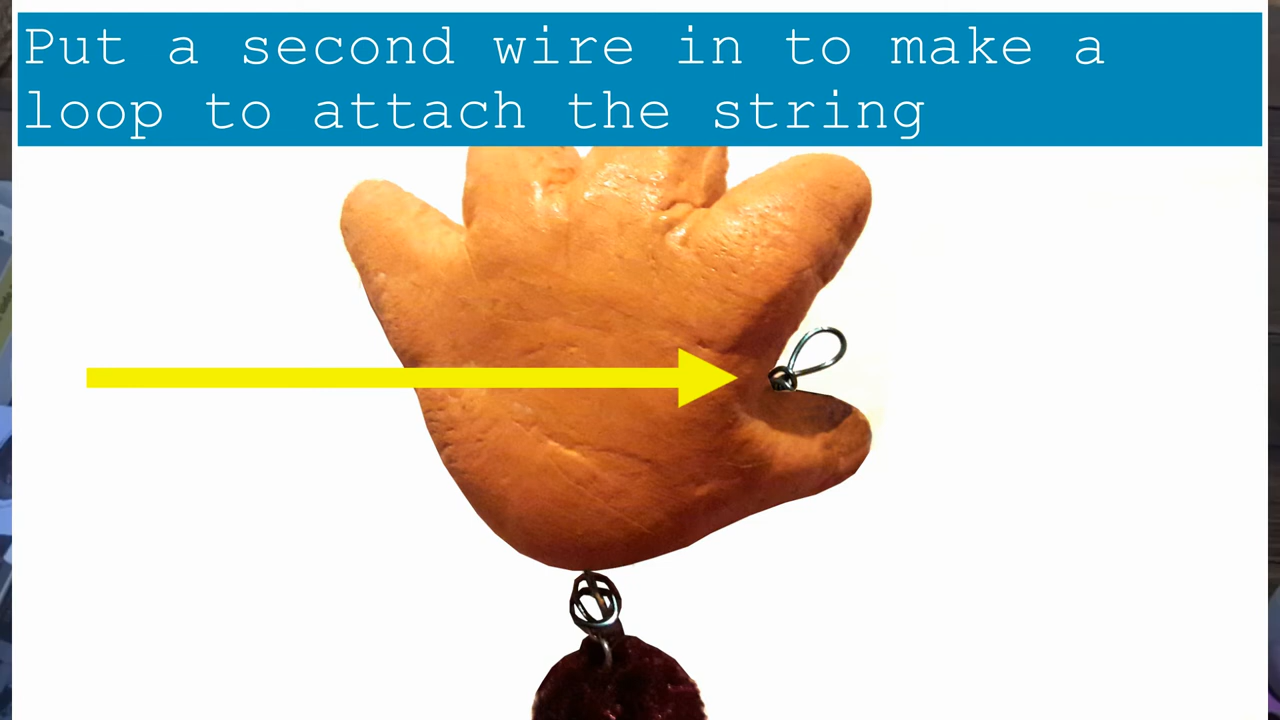 Put a second wire in to make a
loop to attach the string